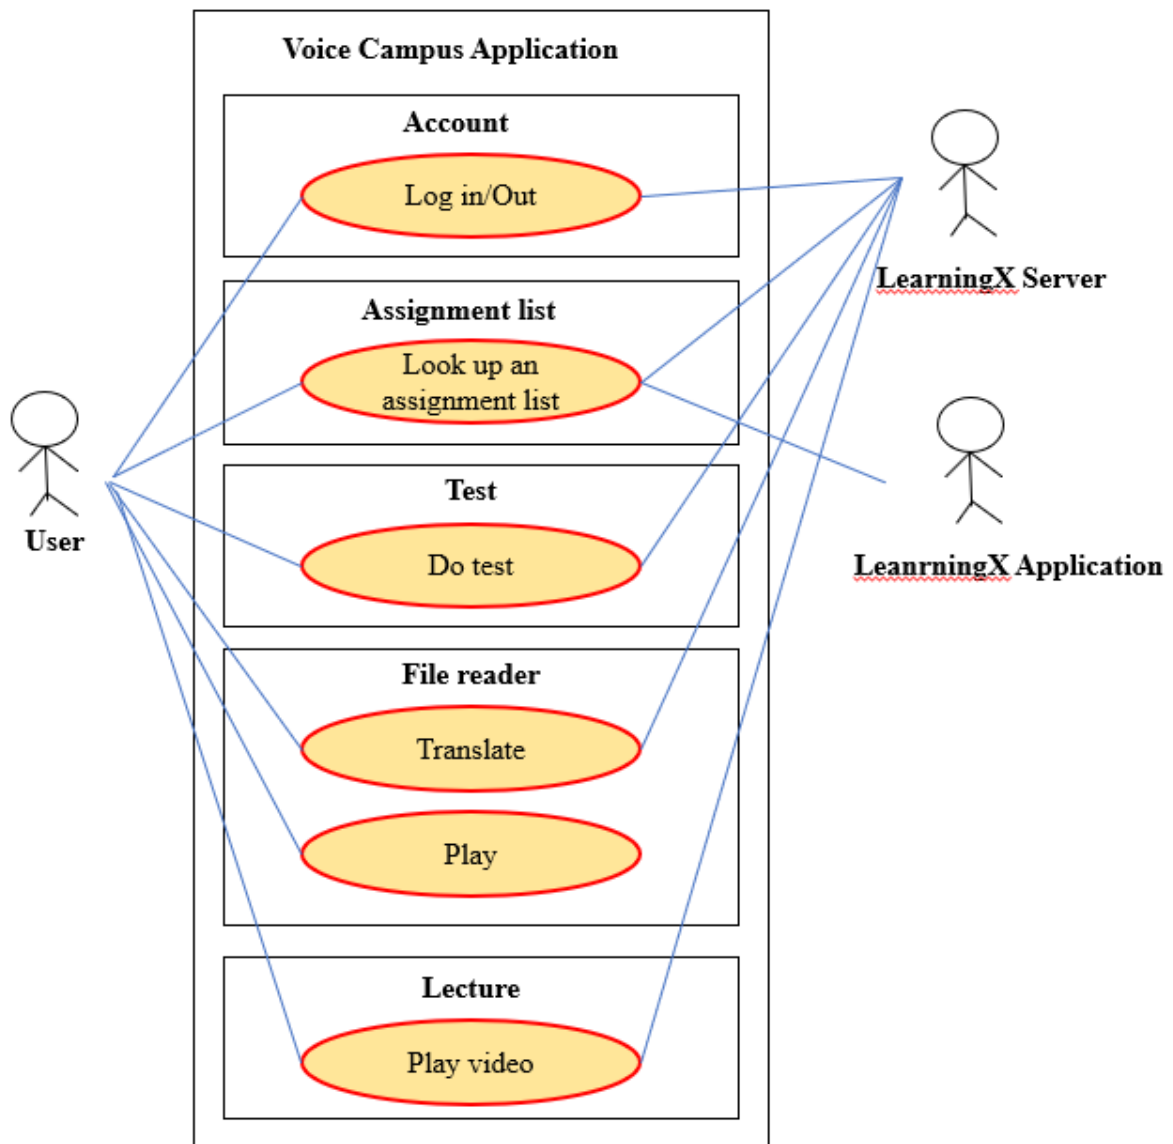 Voice Campus Application
Account
Log in/Out
LearningX Server
Assignment list
Look up an
assignment list
User
LeanrningX Application
Test
Do test
File reader
Translate
Play
Lecture
Play video